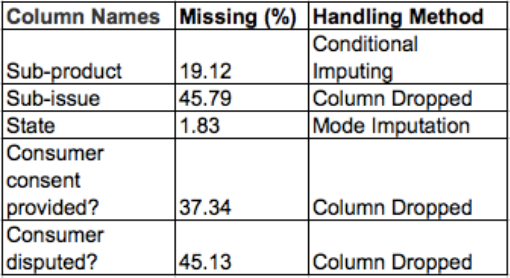 Column Names Missing (%) Handling Method
Conditional
Sub-product 19.12 Imputing
Sub-issue 45.79 Column Dropped
State 1.83 Mode Imputation
Consumer
consent
provided? 37.34 Column Dropped
Consumer
disputed? 45.13 Column Dropped